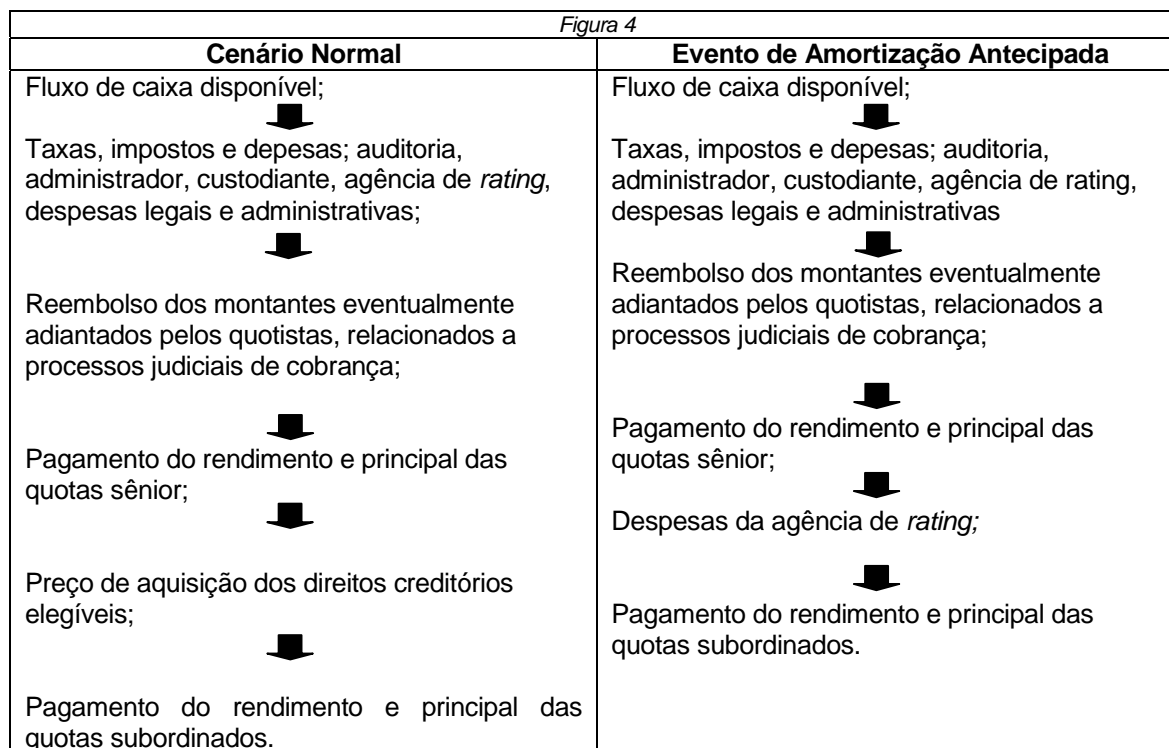 Figura 4
Cenário Normal
Fluxo de caixa disponível;
Taxas, impostos e depesas; auditoria,
administrador, custodiante, agência de rating,
despesas legais e administrativas;
Reembolso dos montantes eventualmente
adiantados pelos quotistas, relacionados a
processos judiciais de cobrança;
Pagamento do rendimento e principal das
quotas sênior;
Preço de aquisição dos direitos creditórios
elegíveis;
Pagamento do rendimento e principal das
quotas subordinados.
Evento de Amortização Antecipada
Fluxo de caixa disponível;
Taxas, impostos e depesas; auditoria,
administrador, custodiante, agência de rating,
despesas legais e administrativas
Reembolso dos montantes eventualmente
adiantados pelos quotistas, relacionados a
processos judiciais de cobrança;
Pagamento do rendimento e principal das
quotas sênior;
Despesas da agência de rating;
Pagamento do rendimento e principal das
quotas subordinados.